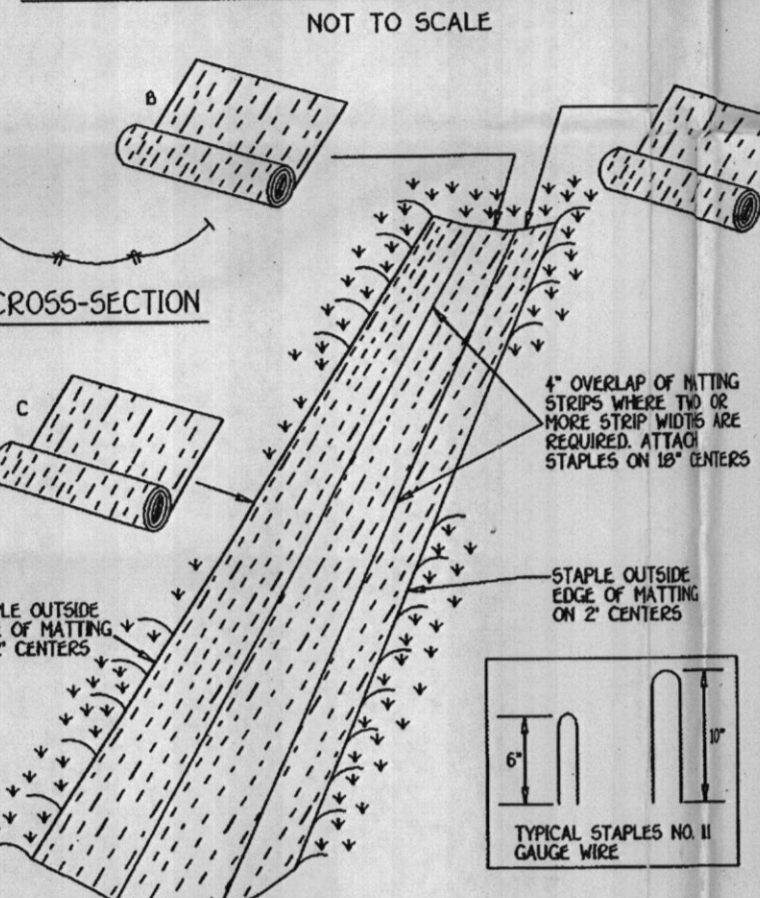 NOT TO SCALE
B
CROSS-SECTION
C
4" OVERLAP OF MATTING
STRIPS WHERE TWO OR
MORE STRIP WIDTHS ARE
REQUIRED. ATTACH
STAPLES ON 18" CENTERS
STAPLE OUTSIDE
EDGE OF MATTING
ON 2' CENTERS
OUTSIDE
OF MATTING
CENTERS
6"
10"
TYPICAL STAPLES NO. 11
GAUGE WIRE